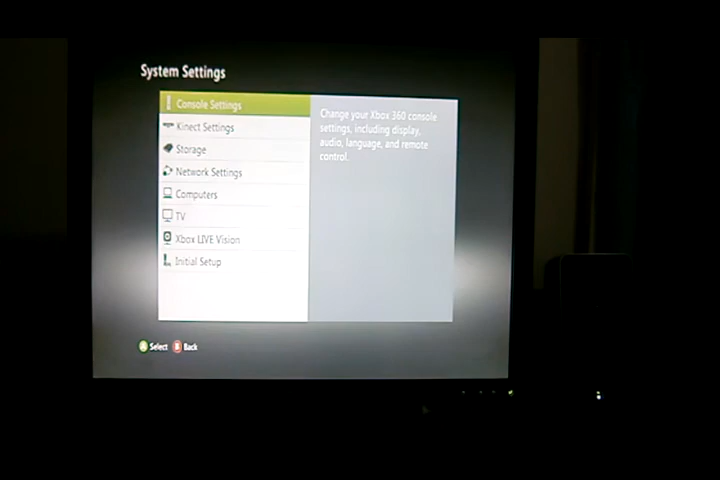 System Settings
Console Settings
Kinect Settings
Storage
Network Settings
Computers
TV
Xbox LIVE Vision
Initial Setup
Change your Xbox 360 console
settings, including display,
audio, language, and remote
control.
A Select B Back